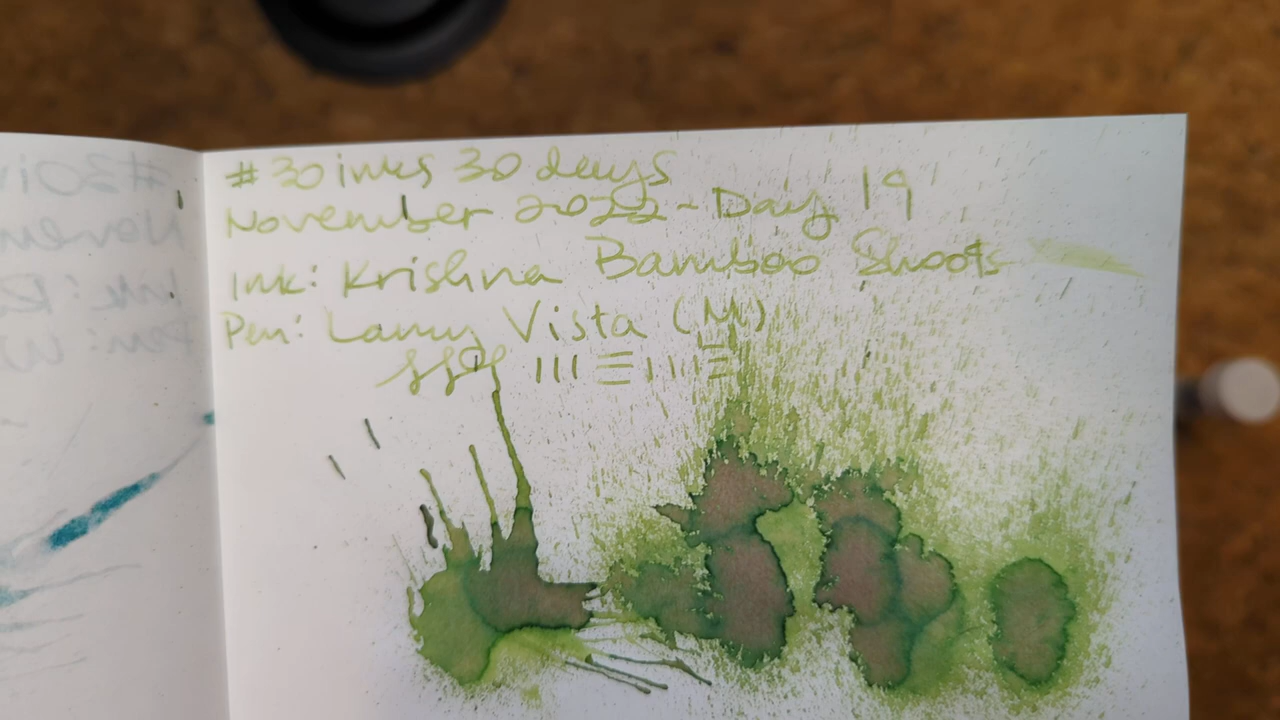 # 30 inks 30 days
November 2022 - Day 19
Ink: Krishna Bamboo Shoots
Pen: Lamy Vista (M)